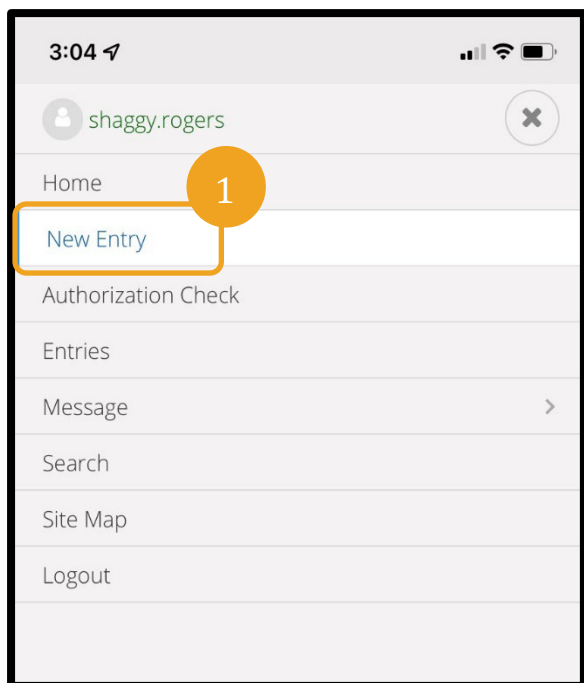 3:04
shaggy.rogers
Home
1
New Entry
Authorization Check
Entries
Message
Search
Site Map
Logout